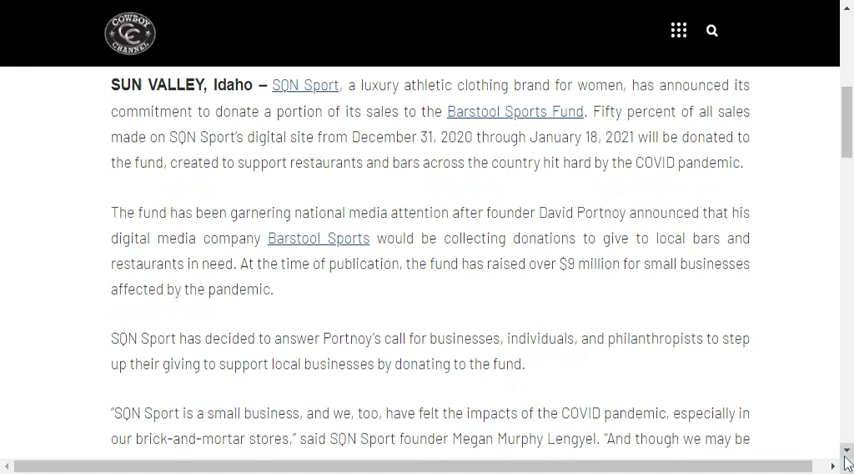 COWBOY
CC
CHANNEL
SUN VALLEY, Idaho – SQN Sport, a luxury athletic clothing brand for women, has announced its
commitment to donate a portion of its sales to the Barstool Sports Fund. Fifty percent of all sales
made on SQN Sport's digital site from December 31, 2020 through January 18, 2021 will be donated to
the fund, created to support restaurants and bars across the country hit hard by the COVID pandemic.
The fund has been garnering national media attention after founder David Portnoy announced that his
digital media company Barstool Sports would be collecting donations to give to local bars and
restaurants in need. At the time of publication, the fund has raised over $9 million for small businesses
affected by the pandemic.
SQN Sport has decided to answer Portnoy's call for businesses, individuals, and philanthropists to step
up their giving to support local businesses by donating to the fund.
"SQN Sport is a small business, and we, too, have felt the impacts of the COVID pandemic, especially in
our brick-and-mortar stores," said SQN Sport founder Megan Murphy Lengyel. "And though we may be